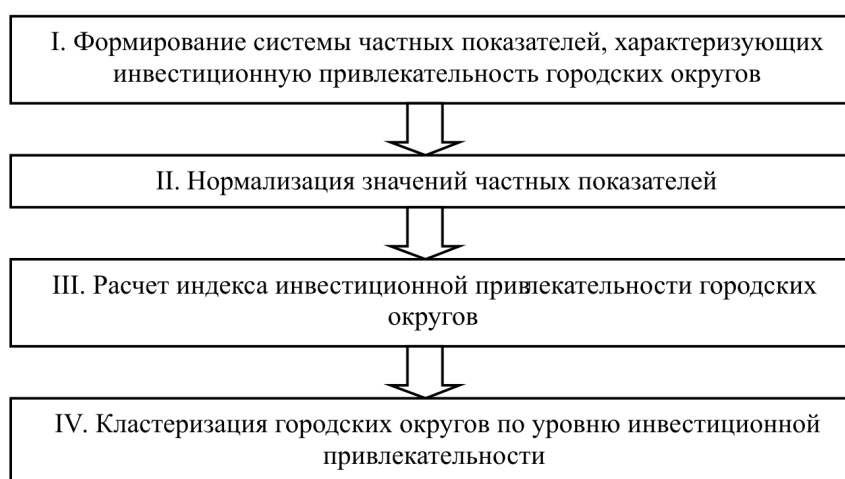 I. Формирование системы частных показателей, характеризующих
инвестиционную привлекательность городских округов
II. Нормализация значений частных показателей
III. Расчет индекса инвестиционной привлекательности городских
округов
IV. Кластеризация городских округов по уровню инвестиционной
привлекательности